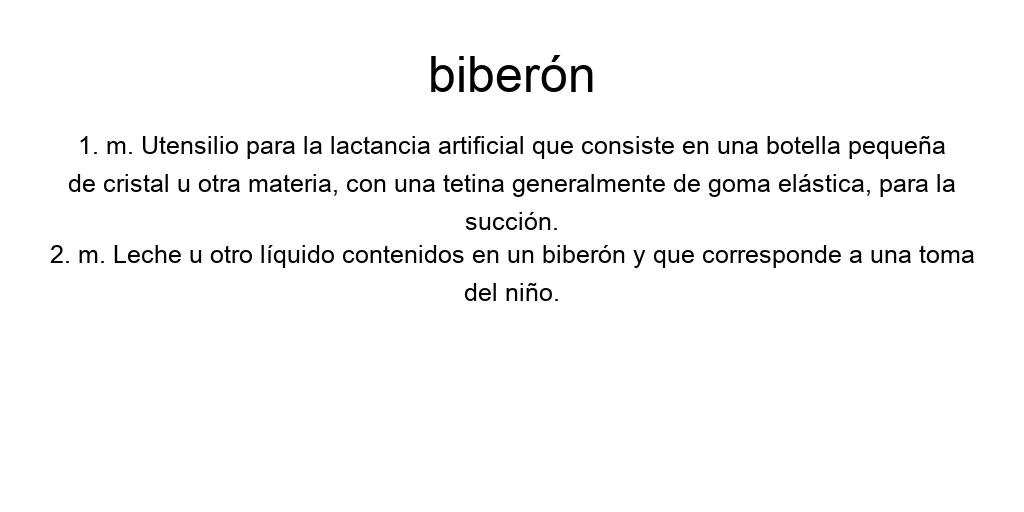 biberón
1. m. Utensilio para la lactancia artificial que consiste en una botella pequeña
de cristal u otra materia, con una tetina generalmente de goma elástica, para la
succión.
2. m. Leche u otro líquido contenidos en un biberón y que corresponde a una toma
del niño.